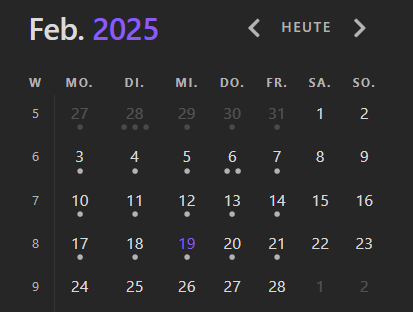 Feb. 2025 HEUTE
W MO. DI. MI. DO. FR. SA. SO.
5 27 28 29 30 31 1 2
6 3 4 5 6 7 8 9
7 10 11 12 13 14 15 16
8 17 18 19 20 21 22 23
9 24 25 26 27 28 1 2